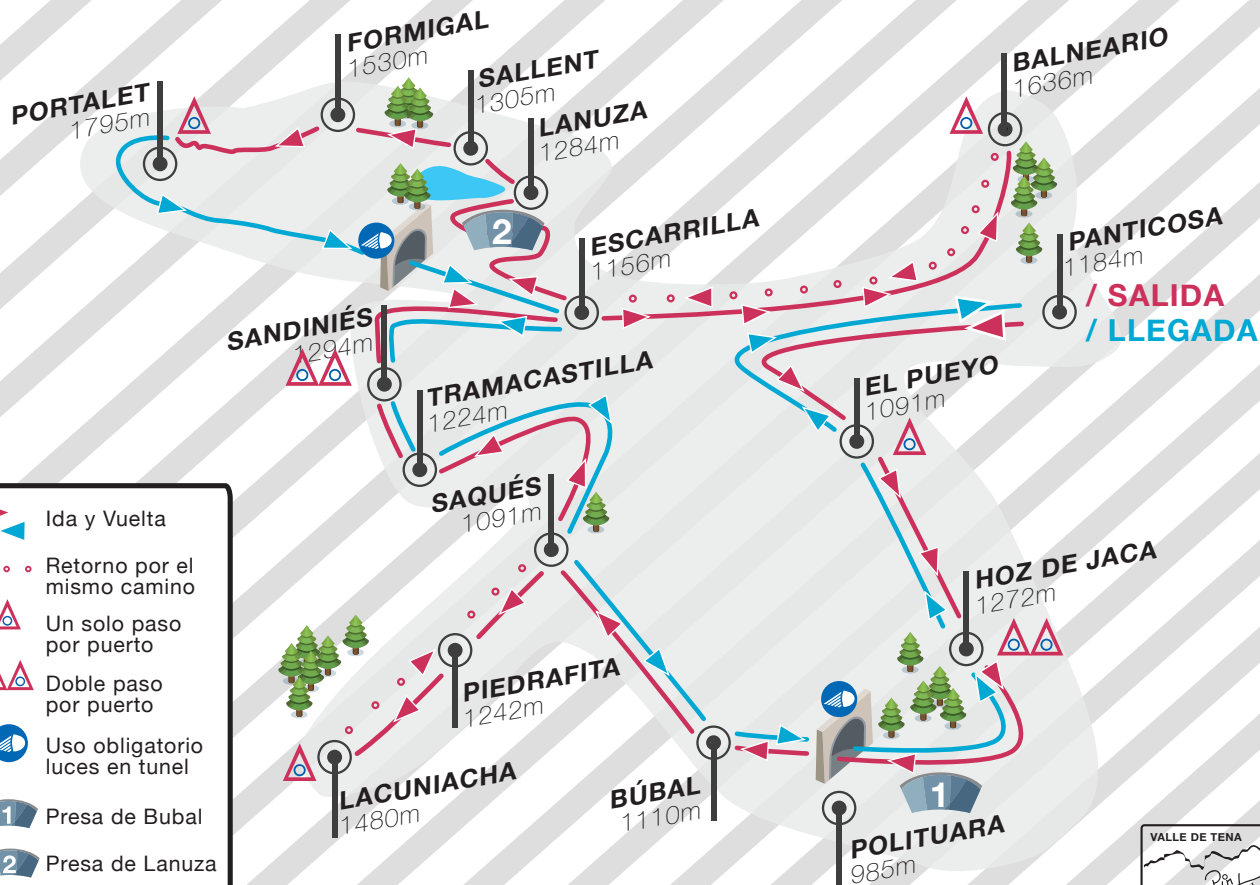 FORMIGAL
1530m
SALLENT
1305m
PORTALET
1795m
LANUZA
1284m
BALNEARIO
1636m
2
ESCARRILLA
1156m
PANTICOSA
1184m
/ SALIDA
/ LLEGADA
SANDINIÉS
1294m
TRAMACASTILLA
1224m
EL PUEYO
1091m
SAQUÉS
1091m
HOZ DE JACA
1272m
PIEDRAFITA
1242m
LACUNIACHA
1480m
BÚBAL
1110m
1
POLITUARA
985m
Ida y Vuelta
Retorno por el
mismo camino
Un solo paso
por puerto
Doble paso
por puerto
Uso obligatorio
luces en tunel
1 Presa de Bubal
2 Presa de Lanuza
VALLE DE TENA